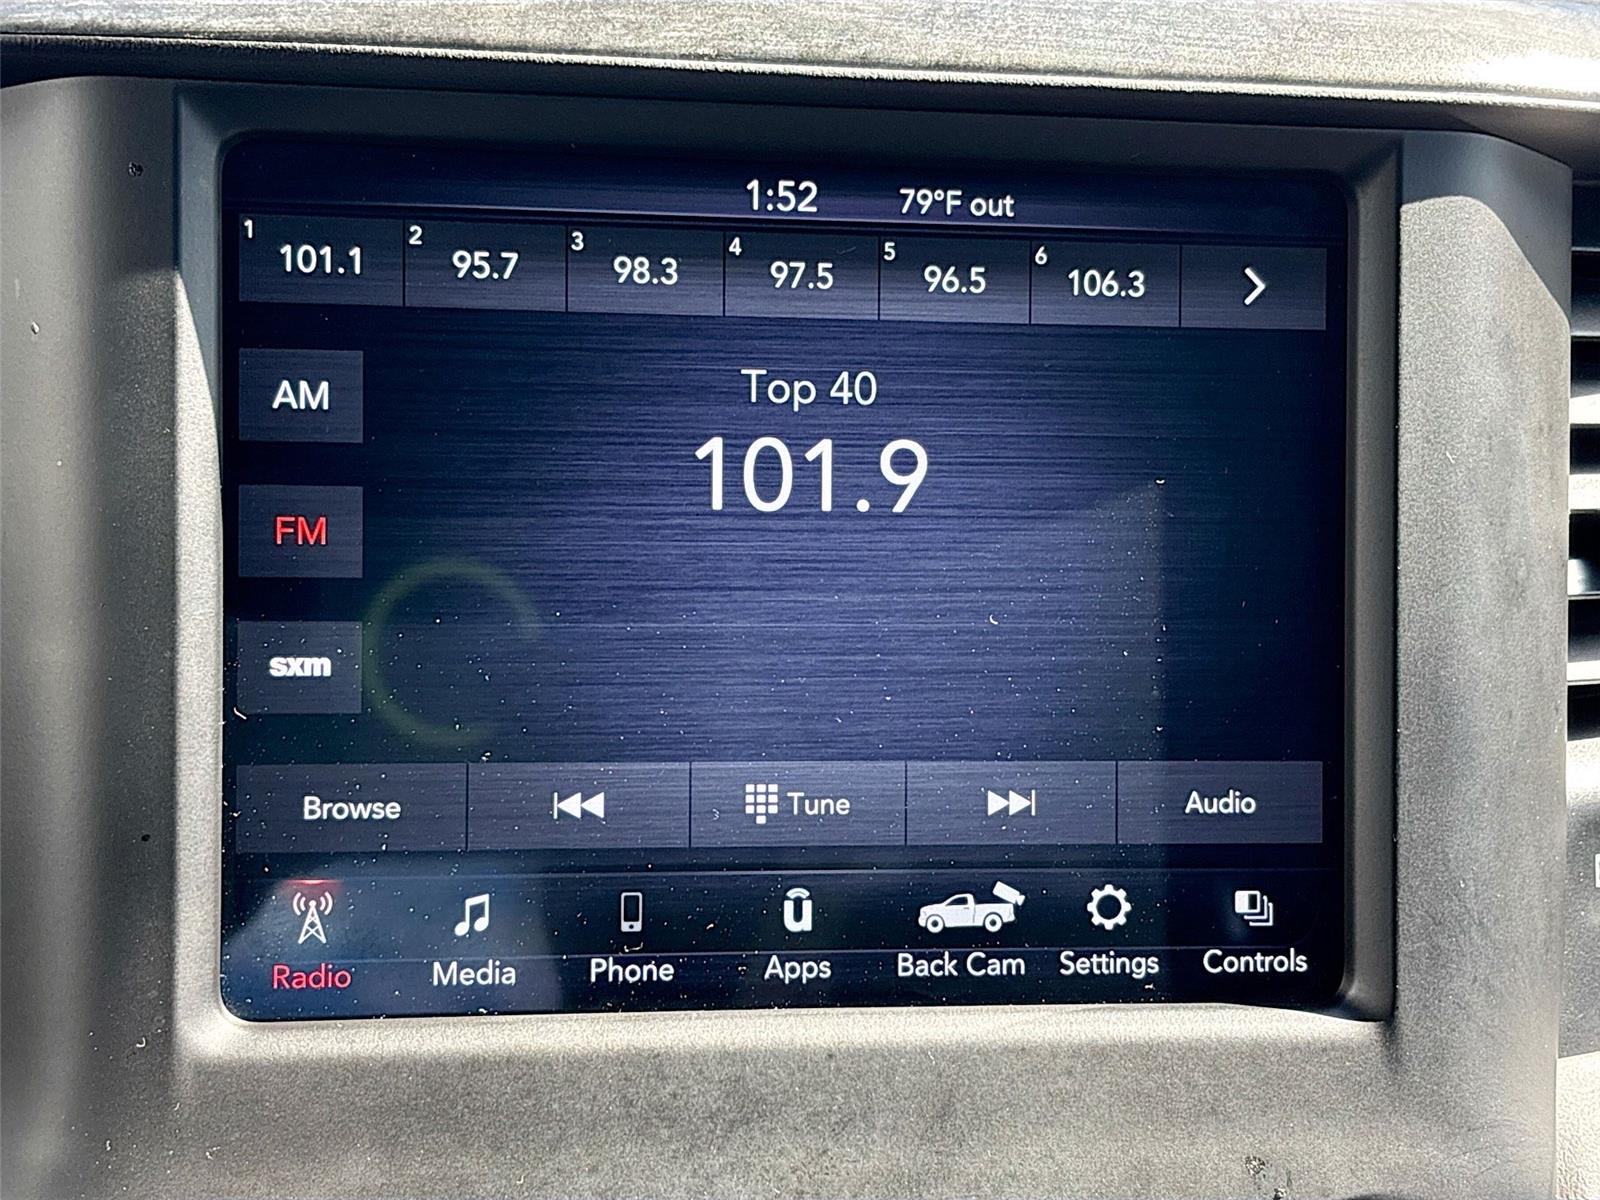 1:52 79°F out
1 101.1 2 95.7 3 98.3 4 97.5 5 96.5 6 106.3
AM
Top 40
101.9
FM
sxm
Browse Tune Audio
Radio Media Phone Apps Back Cam Settings Controls